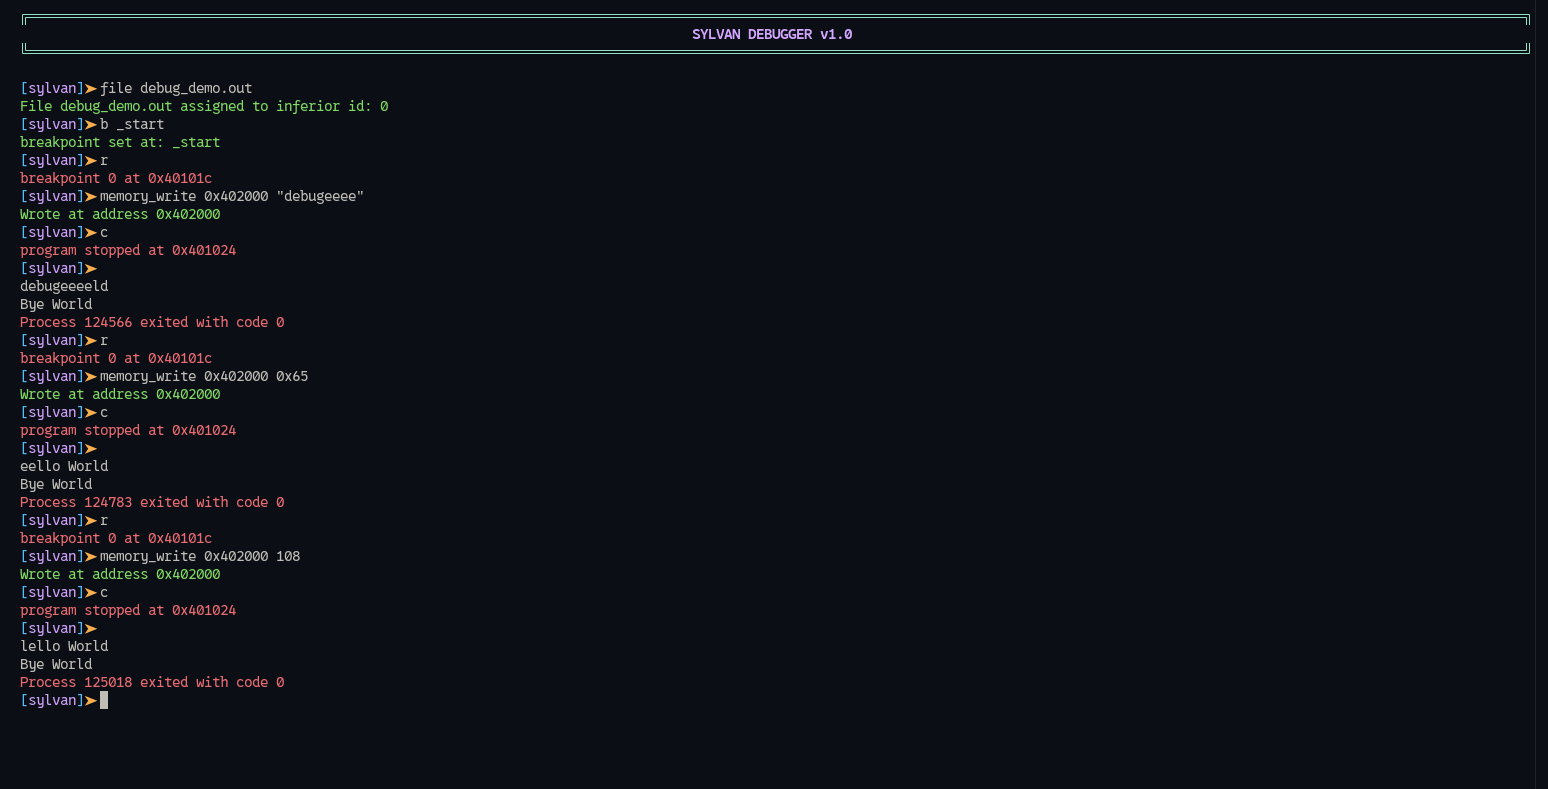 SYLVAN DEBUGGER v1.0
[sylvan]➤ file debug_demo.out
File debug_demo.out assigned to inferior id: 0
[sylvan]➤ b _start
breakpoint set at: _start
[sylvan]➤ r
breakpoint 0 at 0x40101c
[sylvan]➤ memory_write 0x402000 "debugeeee"
Wrote at address 0x402000
[sylvan]➤ c
program stopped at 0x401024
[sylvan]➤
debugeeeeld
Bye World
Process 124566 exited with code 0
[sylvan]➤ r
breakpoint 0 at 0x40101c
[sylvan]➤ memory_write 0x402000 0x65
Wrote at address 0x402000
[sylvan]➤ c
program stopped at 0x401024
[sylvan]➤
eello World
Bye World
Process 124783 exited with code 0
[sylvan]➤ r
breakpoint 0 at 0x40101c
[sylvan]➤ memory_write 0x402000 108
Wrote at address 0x402000
[sylvan]➤ c
program stopped at 0x401024
[sylvan]➤
lello World
Bye World
Process 125018 exited with code 0
[sylvan]➤